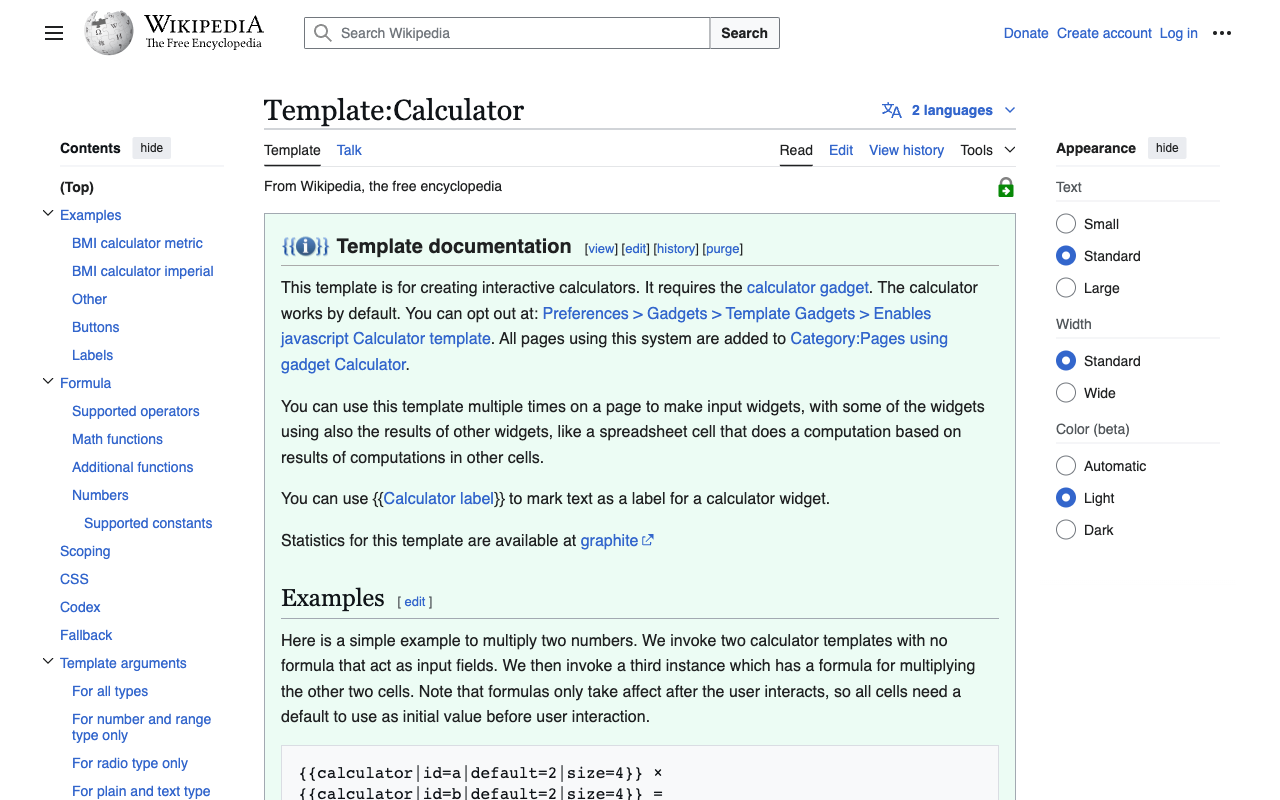 WIKIPEDIA
The Free Encyclopedia
Search Wikipedia
Search
Donate Create account Log in
Contents hide
(Top)
Examples
BMI calculator metric
BMI calculator imperial
Other
Buttons
Labels
Formula
Supported operators
Math functions
Additional functions
Numbers
Supported constants
Scoping
CSS
Codex
Fallback
Template arguments
For all types
For number and range
type only
For radio type only
For plain and text type
Template:Calculator
2 languages
Template Talk
Read Edit View history Tools
From Wikipedia, the free encyclopedia
{{i}} Template documentation [view] [edit] [history] [purge]
This template is for creating interactive calculators. It requires the calculator gadget. The calculator
works by default. You can opt out at: Preferences > Gadgets > Template Gadgets > Enables
javascript Calculator template. All pages using this system are added to Category:Pages using
gadget Calculator.
You can use this template multiple times on a page to make input widgets, with some of the widgets
using also the results of other widgets, like a spreadsheet cell that does a computation based on
results of computations in other cells.
You can use {{Calculator label}} to mark text as a label for a calculator widget.
Statistics for this template are available at graphite
Examples [ edit ]
Here is a simple example to multiply two numbers. We invoke two calculator templates with no
formula that act as input fields. We then invoke a third instance which has a formula for multiplying
the other two cells. Note that formulas only take affect after the user interacts, so all cells need a
default to use as initial value before user interaction.
{{calculator|id=a|default=2|size=4}} ×
{{calculator|id=b|default=2|size=4}} =
Appearance hide
Text
Small
Standard
Large
Width
Standard
Wide
Color (beta)
Automatic
Light
Dark